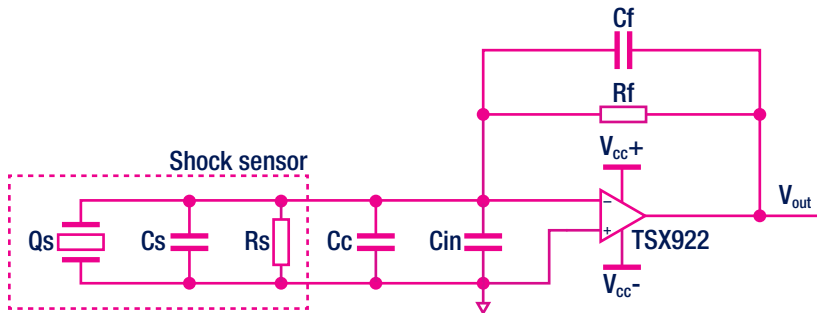 Cf
Rf
Shock sensor
Vcc+
Vout
Qs
Cs
Rs
Cc
Cin
−
+
TSX922
Vcc-